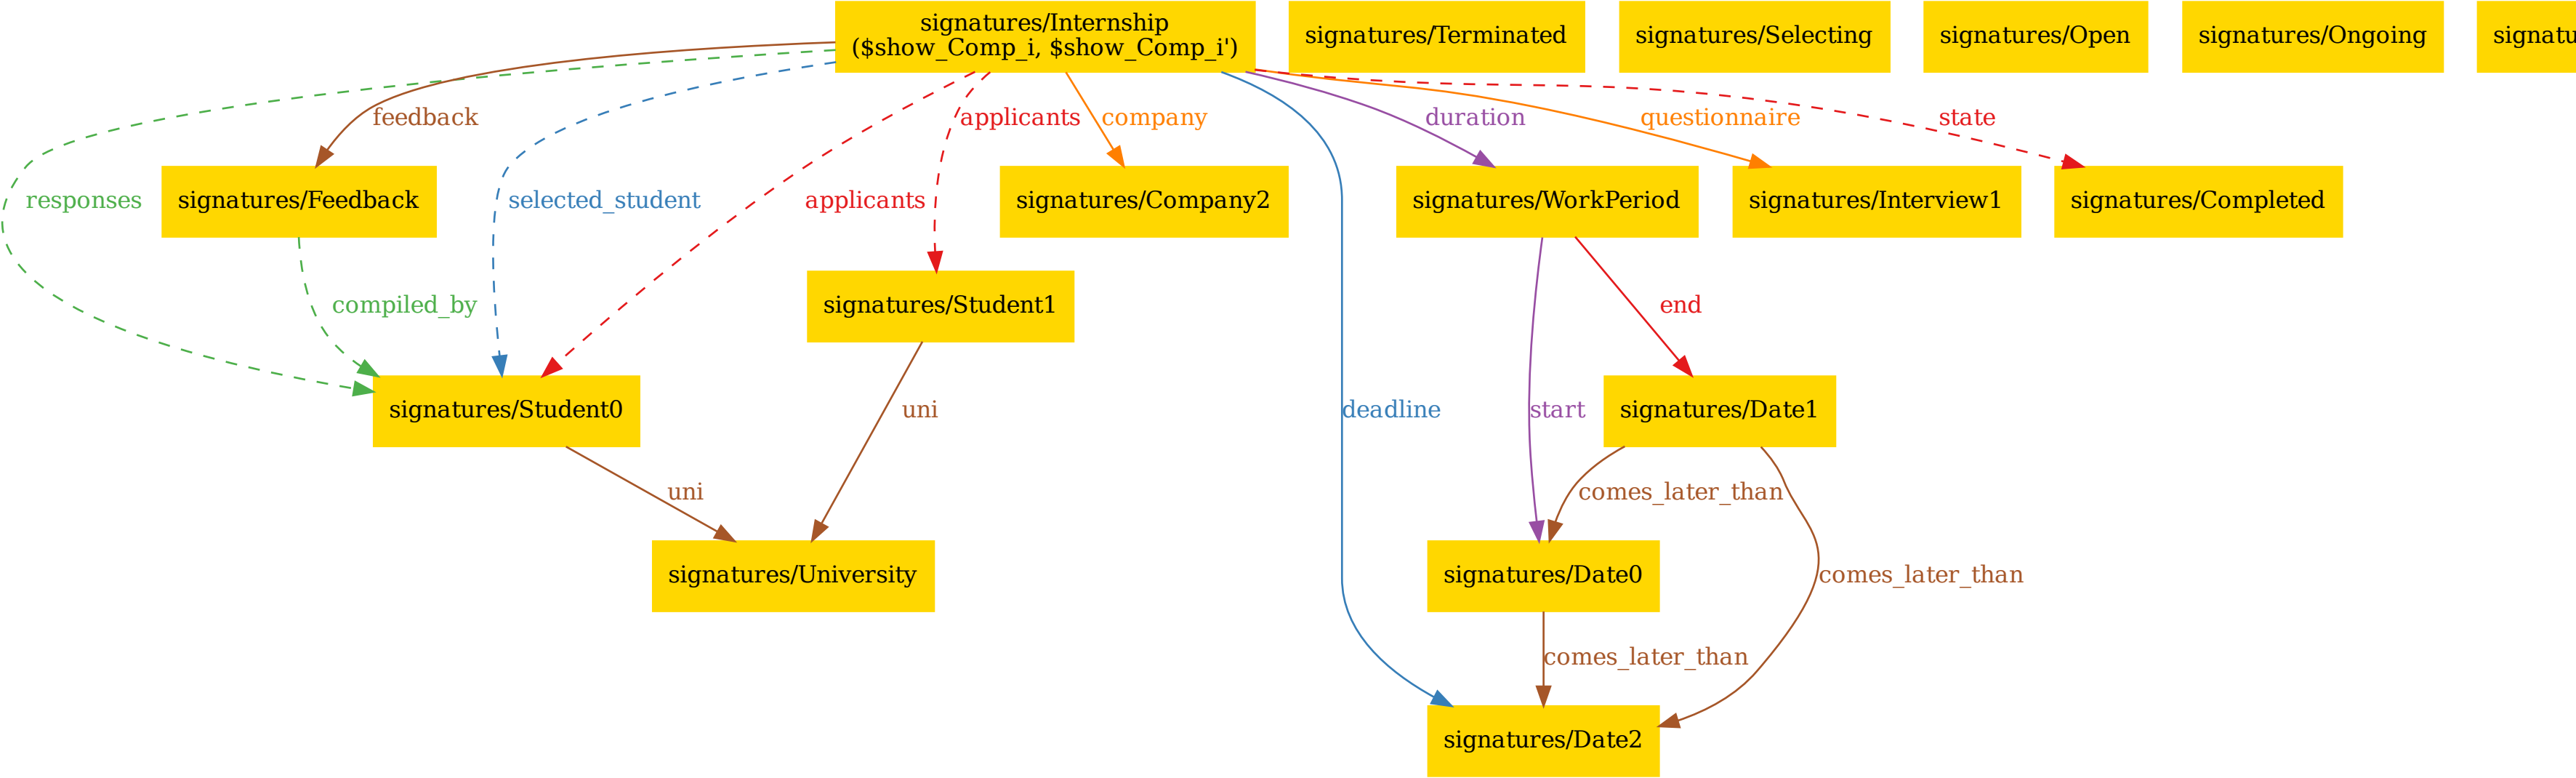 signatures/Internship
($show_Comp_i, $show_Comp_i')
signatures/Terminated
signatures/Selecting
signatures/Open
signatures/Ongoing
signatu
feedback
applicants
company
duration
questionnaire
state
responses
signatures/Feedback
selected_student
applicants
signatures/Company2
signatures/WorkPeriod
signatures/Interview1
signatures/Completed
compiled_by
signatures/Student1
end
signatures/Student0
uni
deadline
start
signatures/Date1
uni
comes_later_than
signatures/University
signatures/Date0
comes_later_than
comes_later_than
signatures/Date2